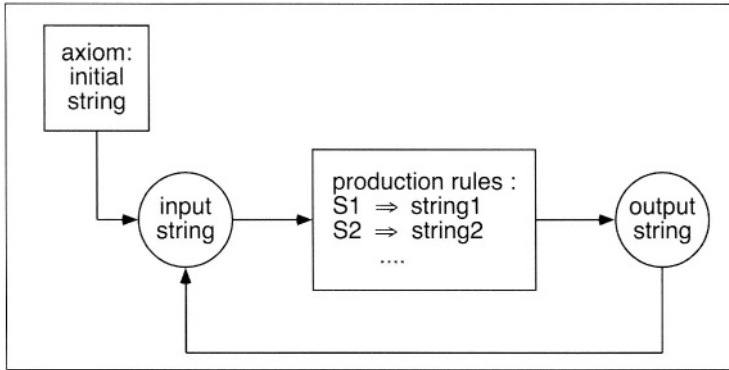 axiom:
initial
string
input
string
production rules :
S1 ⇒ string1
S2 ⇒ string2
....
output
string